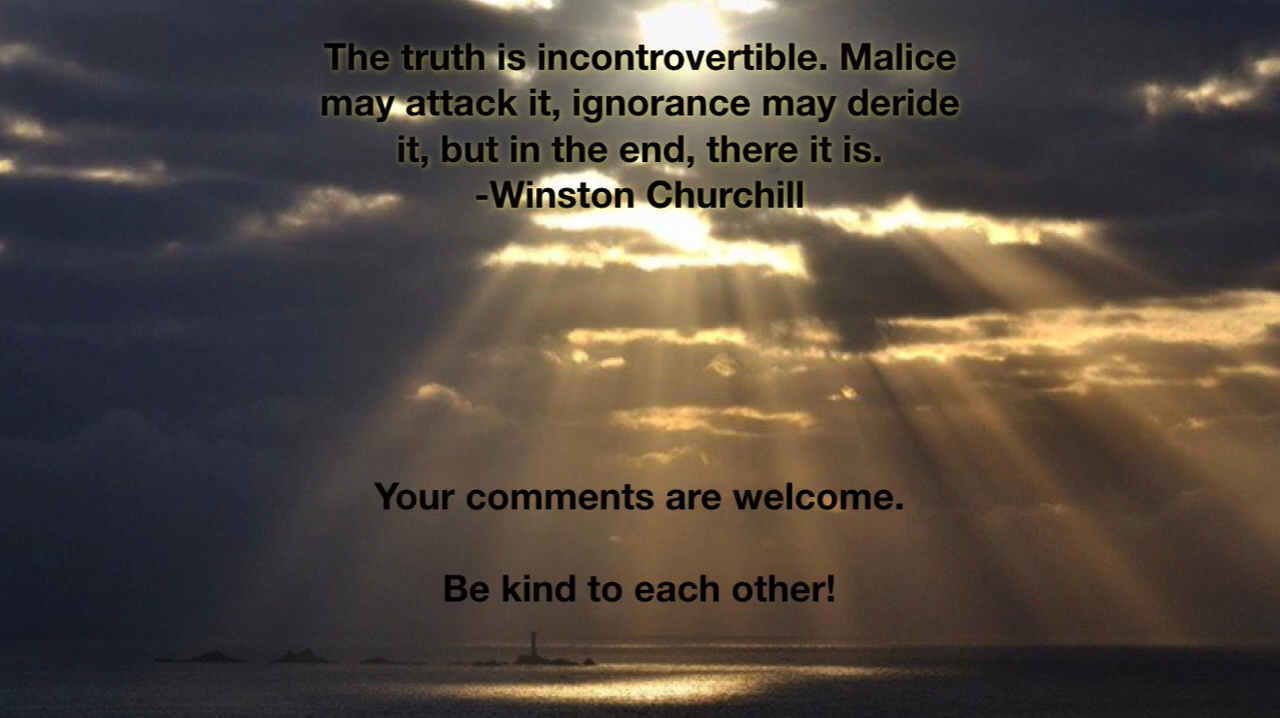 The truth is incontrovertible. Malice
may attack it, ignorance may deride
it, but in the end, there it is.
-Winston Churchill
Your comments are welcome.
Be kind to each other!